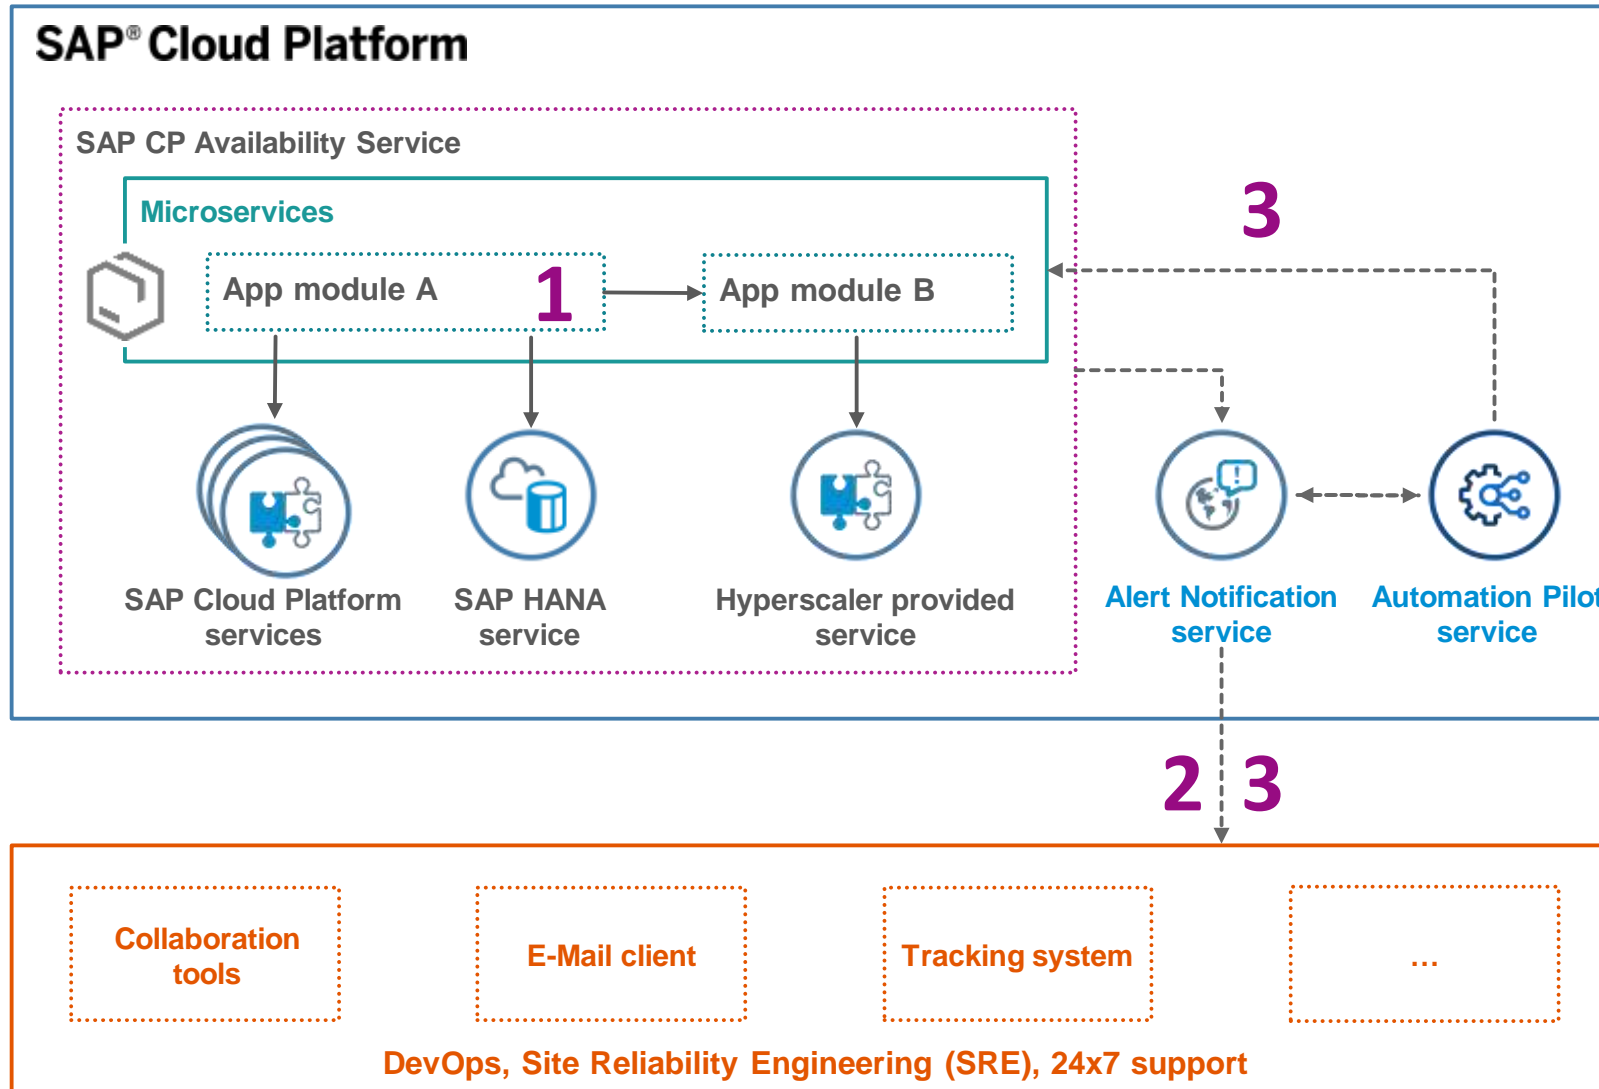 SAP® Cloud Platform
SAP CP Availability Service
Microservices
3
App module A
1
App module B
SAP Cloud Platform
services
SAP HANA
service
Hyperscaler provided
service
Alert Notification
service
Automation Pilot
service
2 3
Collaboration
tools
E-Mail client
Tracking system
...
DevOps, Site Reliability Engineering (SRE), 24x7 support